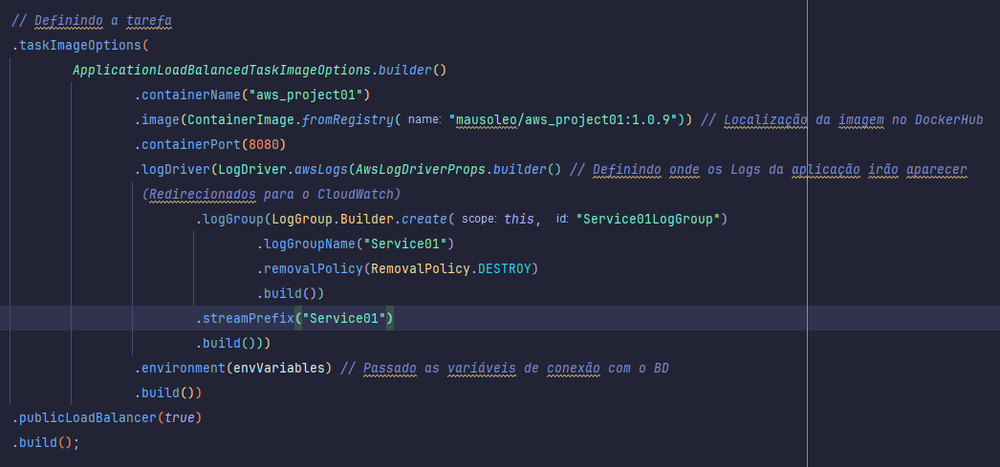 // Definindo a tarefa
.taskImageOptions(
ApplicationLoadBalancedTaskImageOptions.builder()
.containerName("aws_project01")
.image(ContainerImage.fromRegistry( name: "mausoleo/aws_project01:1.0.9")) // Localização da imagem no DockerHub
.containerPort(8080)
.logDriver(LogDriver.awsLogs(AwsLogDriverProps.builder() // Definindo onde os Logs da aplicação irão aparecer
(Redirecionados para o CloudWatch)
.logGroup(LogGroup.Builder.create( scope: this, id: "Service01LogGroup")
.logGroupName("Service01")
.removalPolicy(RemovalPolicy.DESTROY)
.build())
.streamPrefix("Service01")
.build()))
.environment(envVariables) // Passado as variáveis de conexão com o BD
.build())
.publicLoadBalancer(true)
.build();